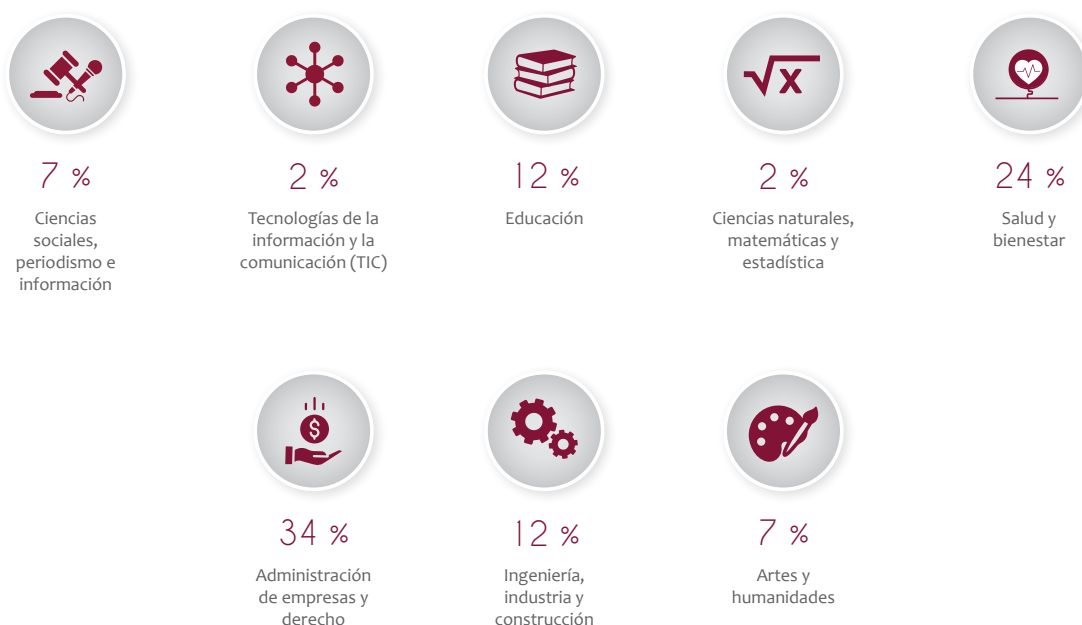 7 %
Ciencias
sociales,
periodismo e
información
2 %
Tecnologías de la
información y la
comunicación (TIC)
12 %
Educación
√x
2 %
Ciencias naturales,
matemáticas y
estadística
24 %
Salud y
bienestar
$
34 %
Administración
de empresas y
derecho
12 %
Ingeniería,
industria y
construcción
7 %
Artes y
humanidades